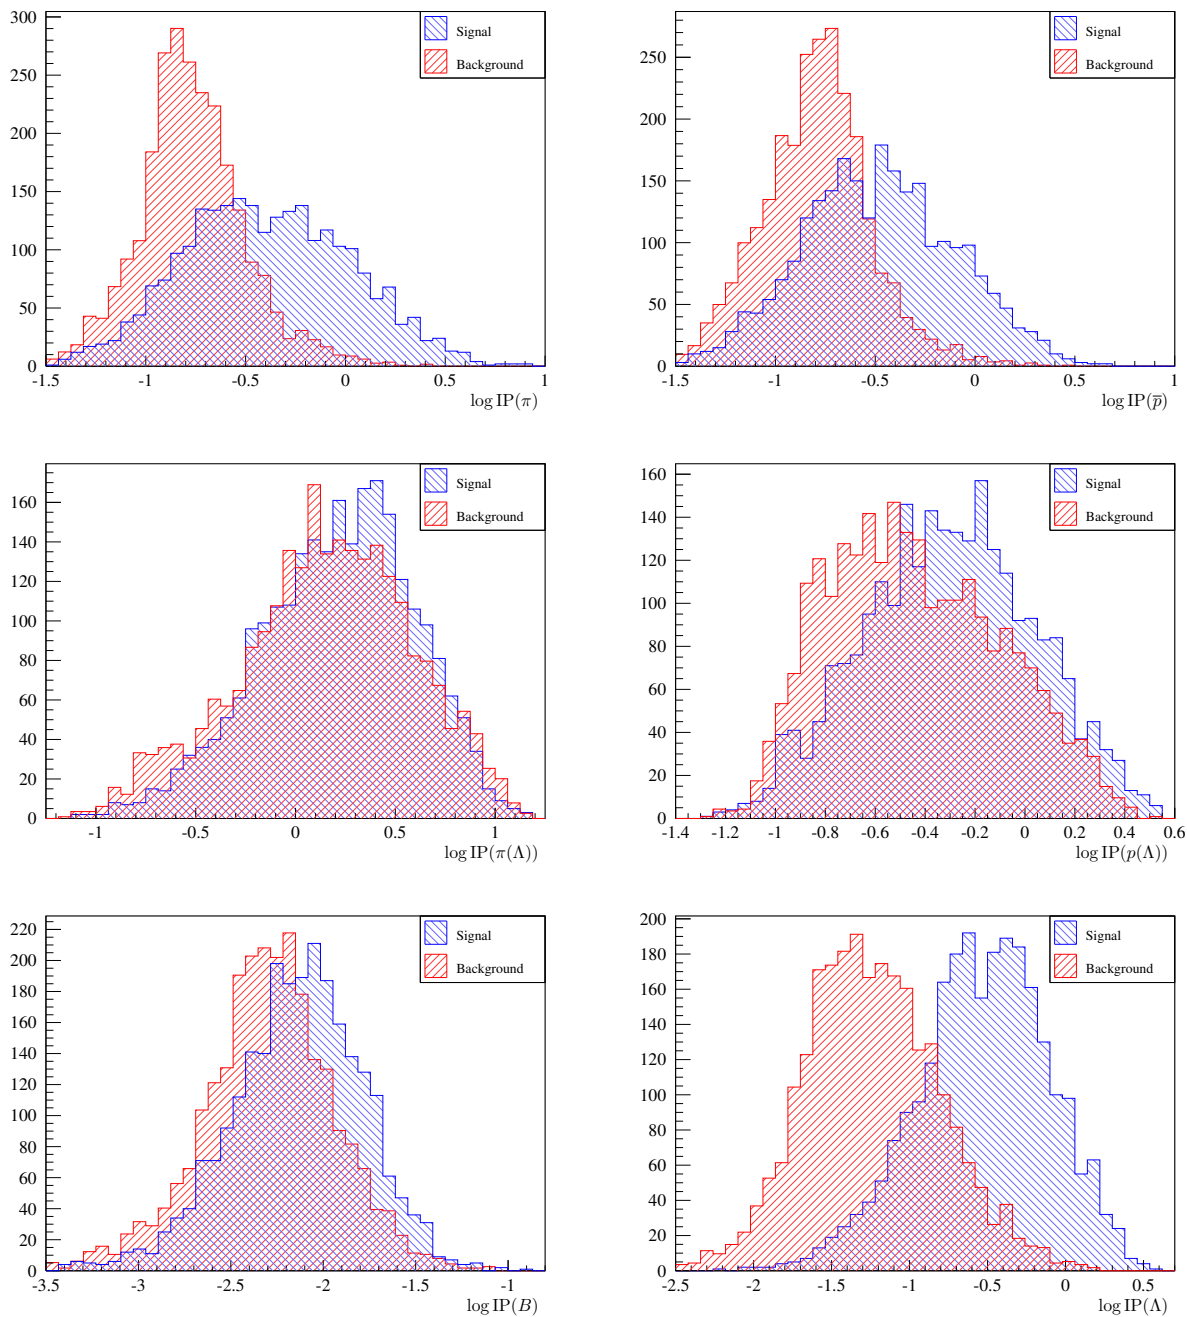 300
250
200
150
100
50
0
-1.5 -1 -0.5 0 0.5 1
log IP(π)
Signal
Background
250
200
150
100
50
0
-1.5 -1 -0.5 0 0.5 1
log IP(p̅)
Signal
Background
160
140
120
100
80
60
40
20
0
-1 -0.5 0 0.5 1
log IP(π(Λ))
Signal
Background
160
140
120
100
80
60
40
20
0
-1.4 -1.2 -1 -0.8 -0.6 -0.4 -0.2 0 0.2 0.4 0.6
log IP(p(Λ))
Signal
Background
220
200
180
160
140
120
100
80
60
40
20
0
-3.5 -3 -2.5 -2 -1.5 -1
log IP(B)
Signal
Background
200
180
160
140
120
100
80
60
40
20
0
-2.5 -2 -1.5 -1 -0.5 0 0.5
log IP(Λ)
Signal
Background